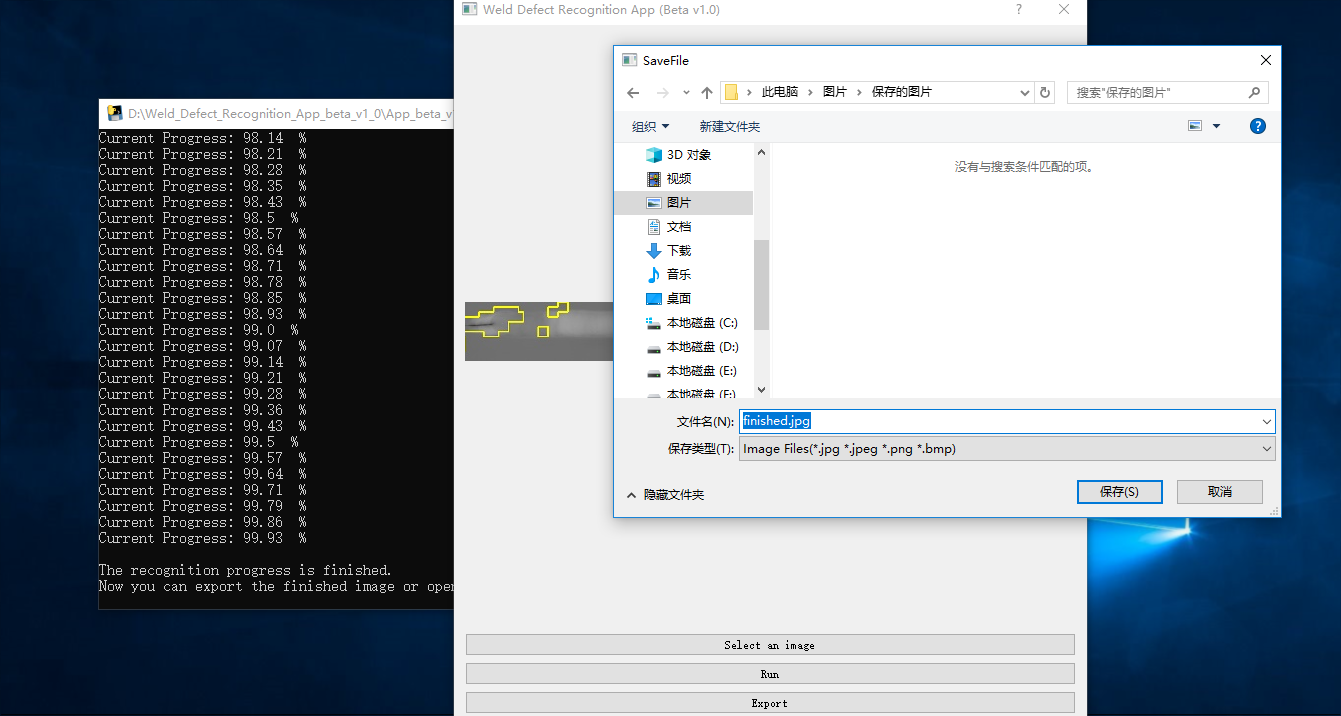 Weld Defect Recognition App (Beta v1.0)
?
SaveFile
此电脑 › 图片 › 保存的图片
搜索"保存的图片"
组织
新建文件夹
?
3D 对象
视频
图片
文档
下载
音乐
桌面
本地磁盘 (C:)
本地磁盘 (D:)
本地磁盘 (E:)
本地磁盘 (F:)
没有与搜索条件匹配的项。
文件名(N): finished.jpg
保存类型(T): Image Files(*.jpg *.jpeg *.png *.bmp)
隐藏文件夹
保存(S)
取消
D:\Weld_Defect_Recognition_App_beta_v1_0\App_beta_v
Current Progress: 98.14  %
Current Progress: 98.21  %
Current Progress: 98.28  %
Current Progress: 98.35  %
Current Progress: 98.43  %
Current Progress: 98.5  %
Current Progress: 98.57  %
Current Progress: 98.64  %
Current Progress: 98.71  %
Current Progress: 98.78  %
Current Progress: 98.85  %
Current Progress: 98.93  %
Current Progress: 99.0  %
Current Progress: 99.07  %
Current Progress: 99.14  %
Current Progress: 99.21  %
Current Progress: 99.28  %
Current Progress: 99.36  %
Current Progress: 99.43  %
Current Progress: 99.5  %
Current Progress: 99.57  %
Current Progress: 99.64  %
Current Progress: 99.71  %
Current Progress: 99.79  %
Current Progress: 99.86  %
Current Progress: 99.93  %
The recognition progress is finished.
Now you can export the finished image or open
Select an image
Run
Export